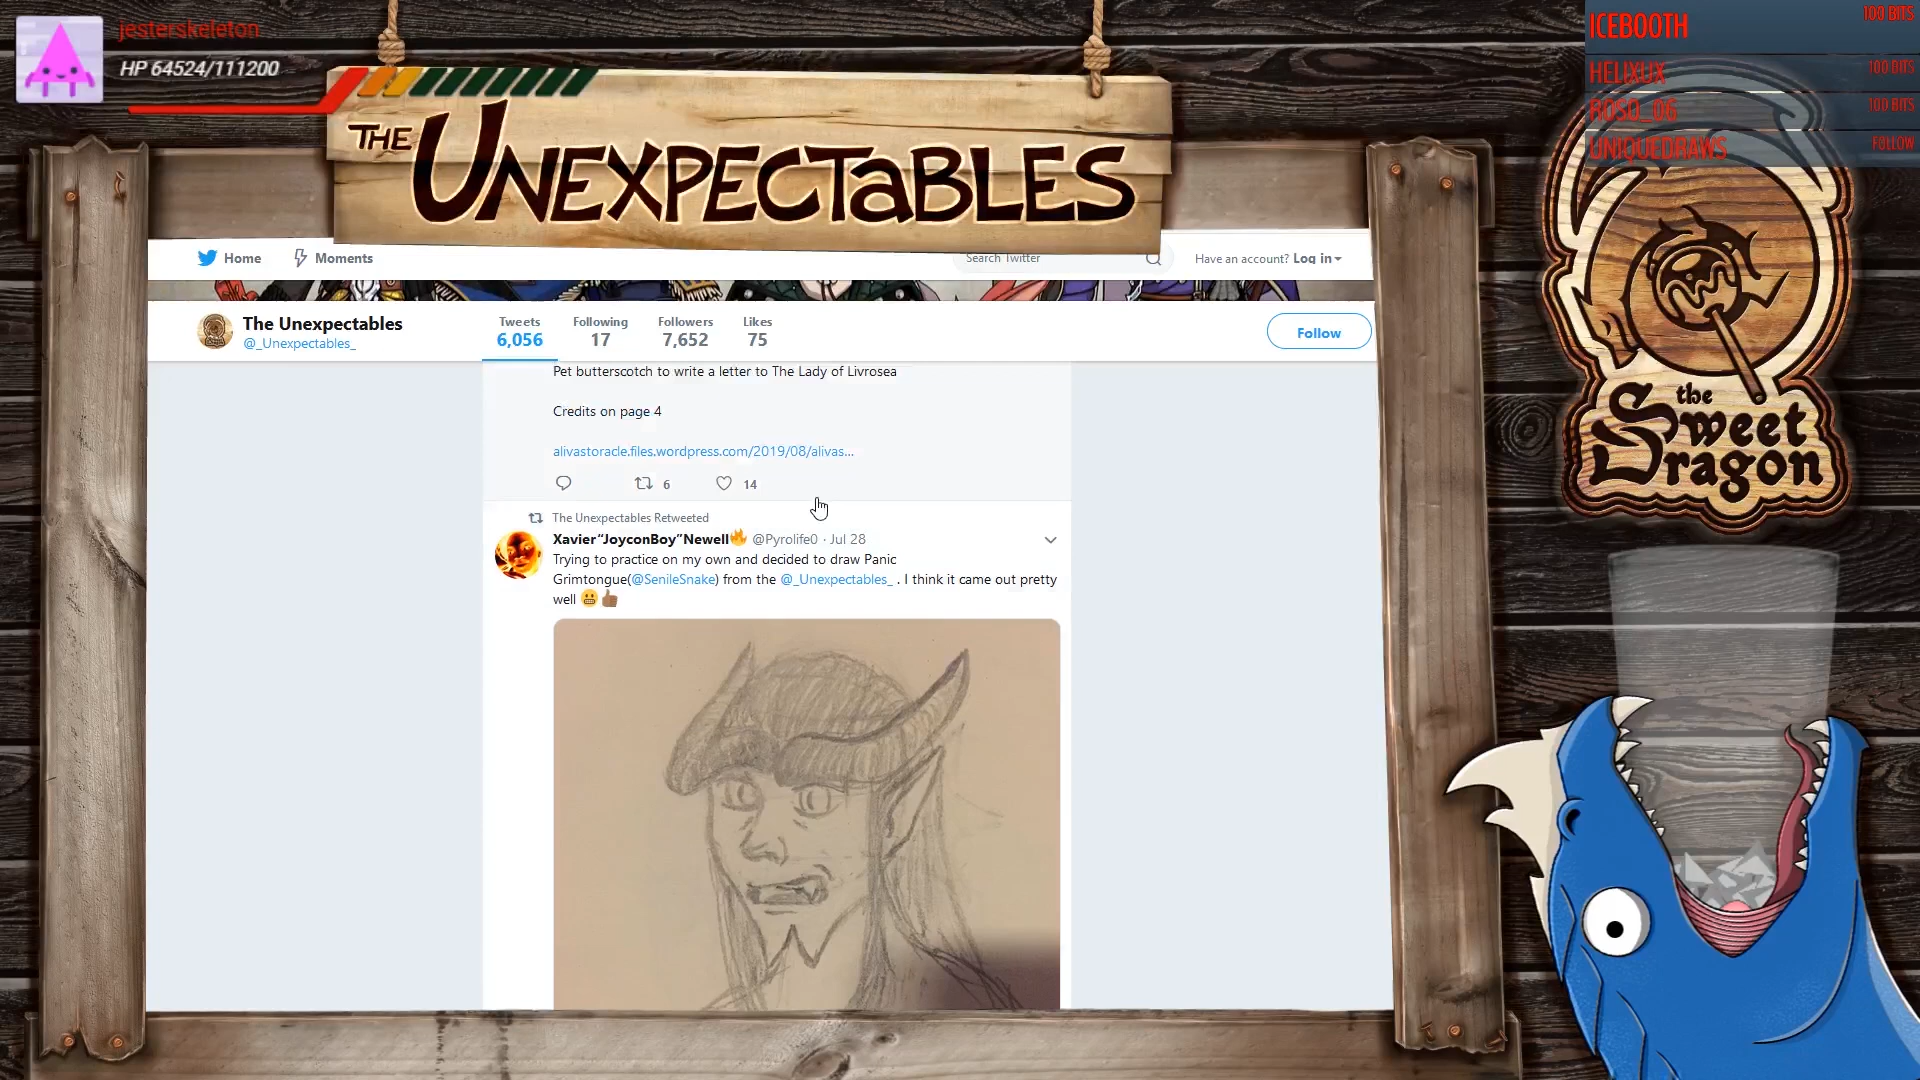 jesterskeleton
HP 64524/111200
THE UNEXPECTABLES
ICEBOOTH 100 BITS
HELIXUX 100 BITS
ROSO_06 100 BITS
UNIQUEDRAWS FOLLOW
Home Moments Search Twitter Have an account? Log in
The Unexpectables
@_Unexpectables_
Tweets Following Followers Likes
6,056 17 7,652 75
Follow
Pet butterscotch to write a letter to The Lady of Livrosea
Credits on page 4
alivastoracle.files.wordpress.com/2019/08/alivas...
6 14
The Unexpectables Retweeted
Xavier"JoyconBoy"Newell🔥 @Pyrolife0 · Jul 28
Trying to practice on my own and decided to draw Panic
Grimtongue(@SenileSnake) from the @_Unexpectables_ . I think it came out pretty
well 😬👍🏾
the
Sweet
Dragon